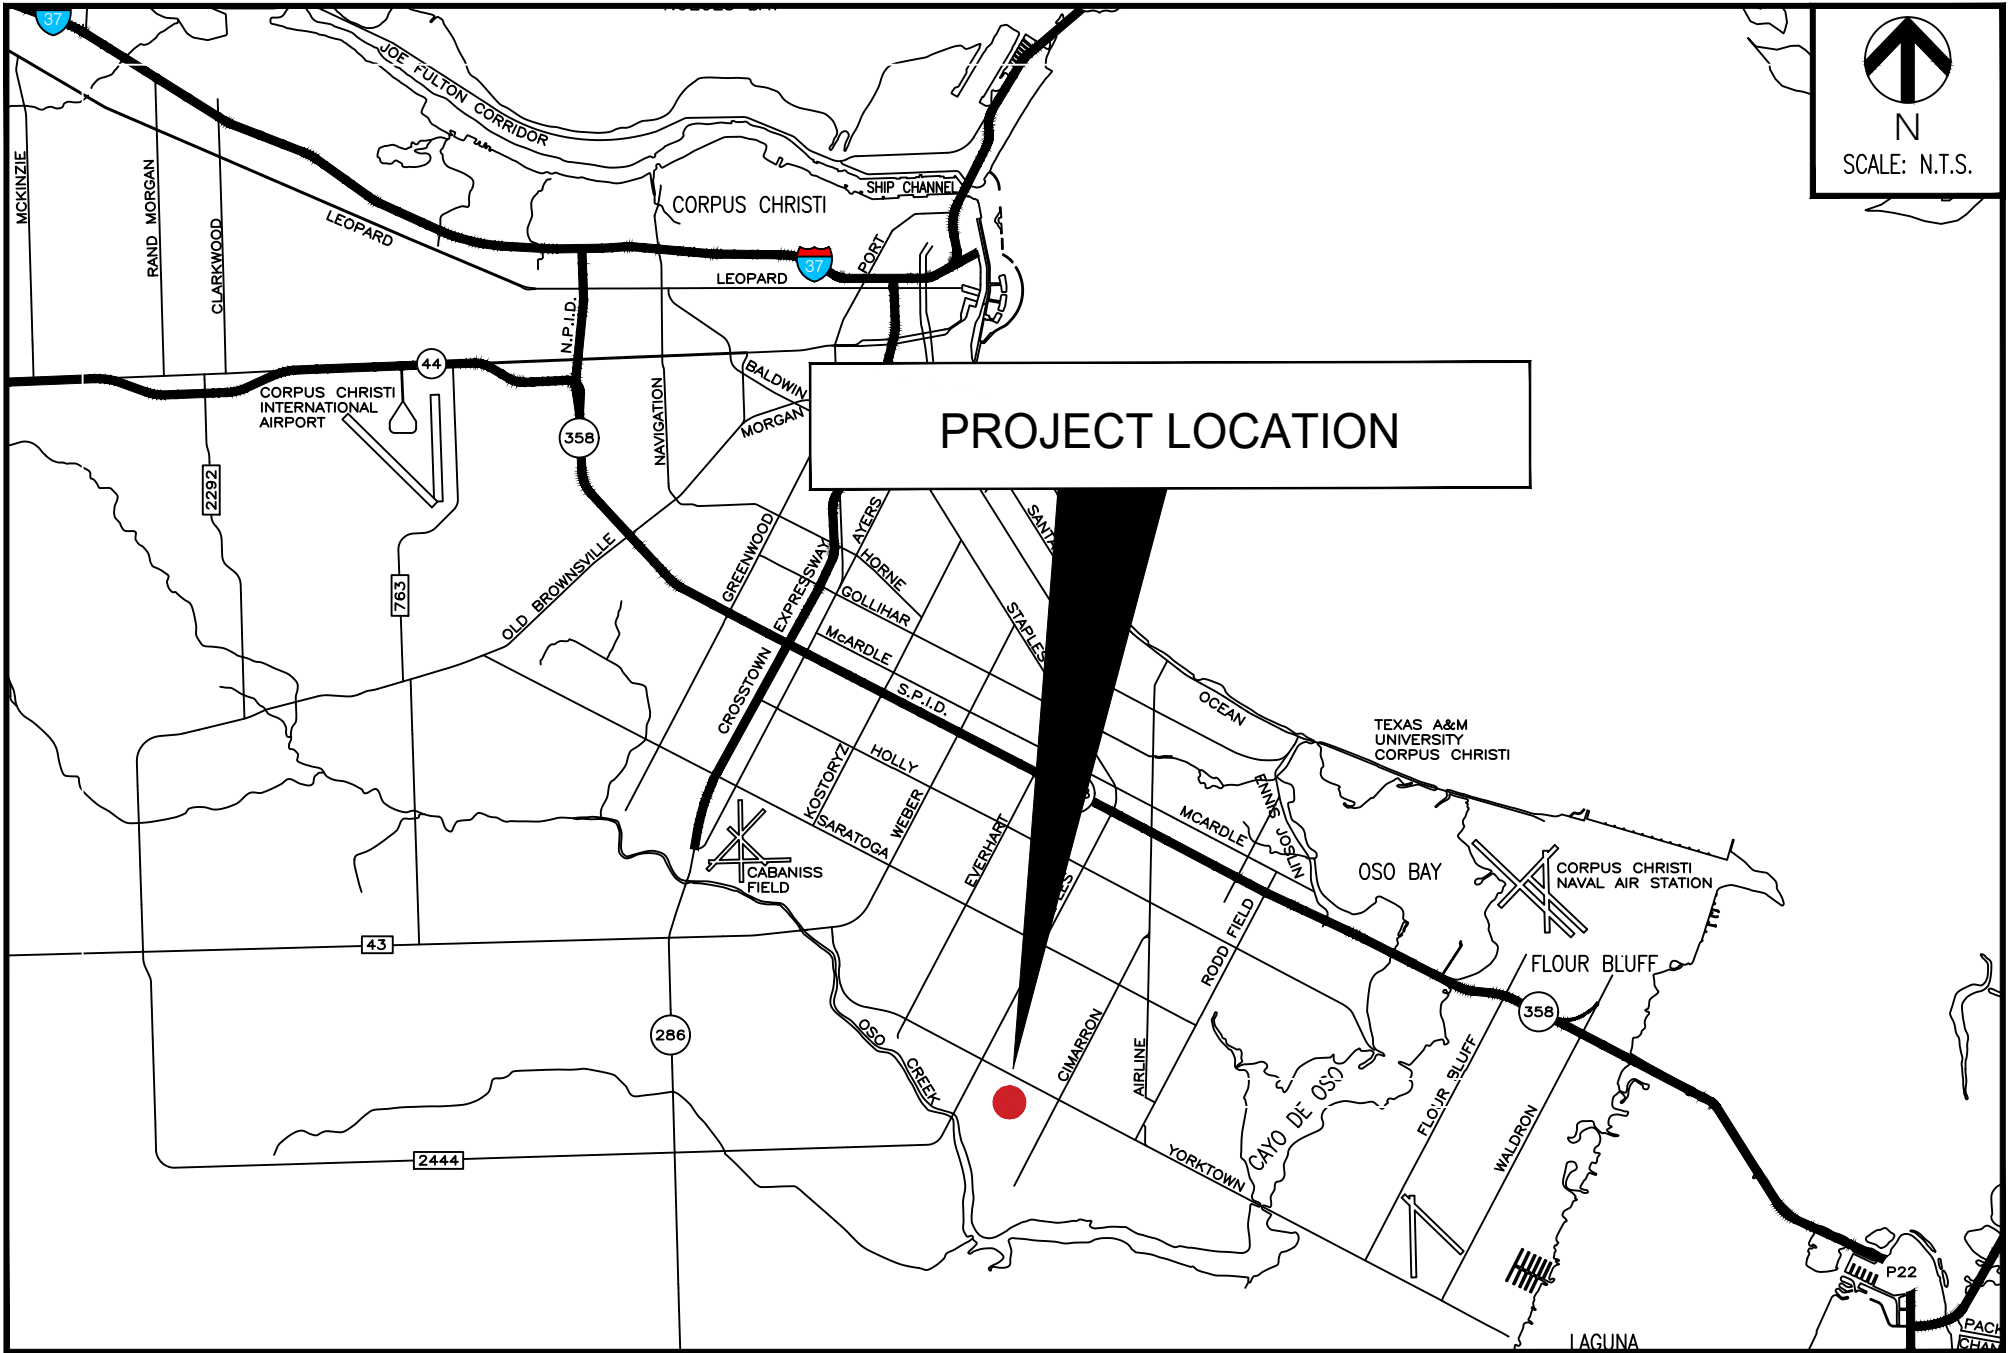 37
JOE FULTON CORRIDOR
N
SCALE: N.T.S.
MCKINZIE
RAND MORGAN
CLARKWOOD
LEOPARD
CORPUS CHRISTI
SHIP CHANNEL
PORT
37
LEOPARD
N.P.I.D.
44
CORPUS CHRISTI
INTERNATIONAL
AIRPORT
BALDWIN
MORGAN
NAVIGATION
358
PROJECT LOCATION
2292
763
OLD BROWNSVILLE
GREENWOOD
EXPRESSWAY
AYERS
HORNE
GOLLIHAR
McARDLE
SANTA
STAPLES
CROSSTOWN
S.P.I.D.
OCEAN
TEXAS A&M
UNIVERSITY
CORPUS CHRISTI
HOLLY
KOSTORYZ
WEBER
SARATOGA
EVERHART
ENNIS JOSLIN
MCARDLE
CABANISS
FIELD
OSO BAY
CORPUS CHRISTI
NAVAL AIR STATION
RODD FIELD
43
FLOUR BLUFF
358
286
OSO
CREEK
CIMARRON
AIRLINE
CAYO DE OSO
FLOUR BLUFF
WALDRON
2444
YORKTOWN
P22
LAGUNA